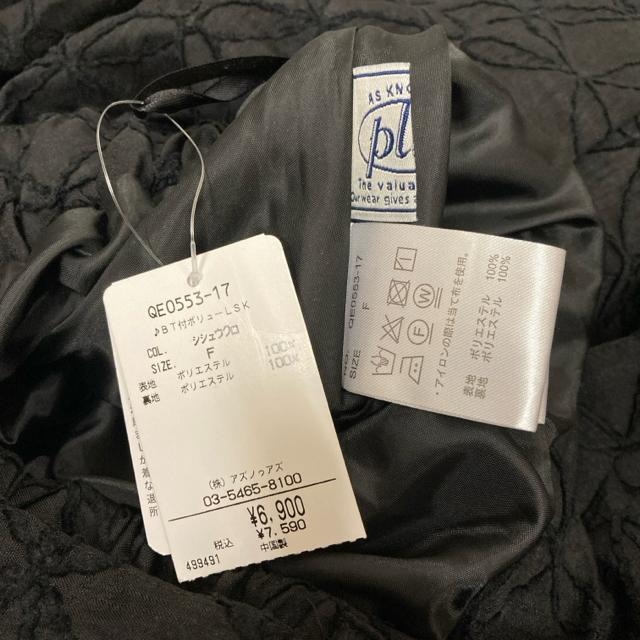 AS KNO
pl
The valua
Our wear gives
QE0553-17
♪BT付ボリューLSK
COL. シシュウクロ
SIZE. F
表地 ポリエステル 100%
裏地 ポリエステル 100%
(株) アズノゥアズ
03-5465-8100
¥6,900
¥7,590
税込
499491 中国製
NO. QE0553-17
SIZE F
・アイロンの際は当て布を使用。
表地 ポリエステル 100%
裏地 ポリエステル 100%